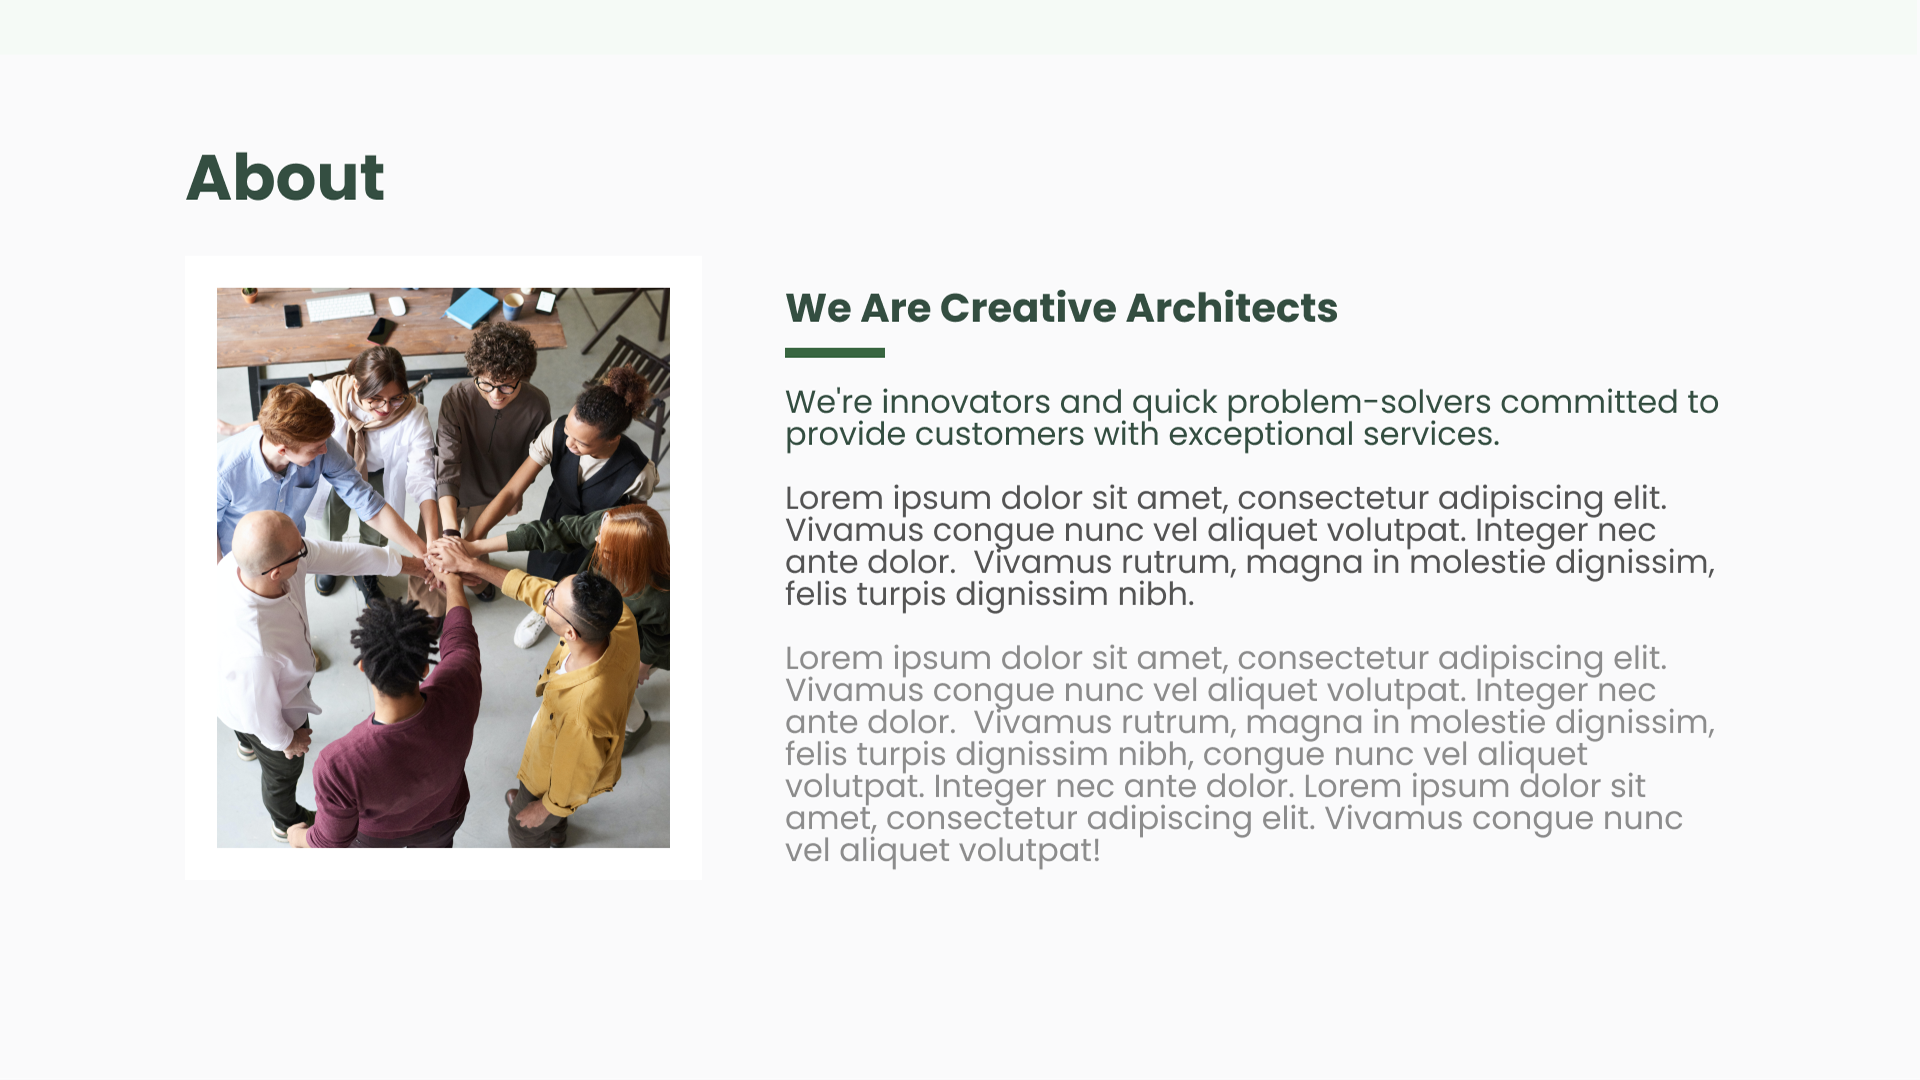 About
We Are Creative Architects
We're innovators and quick problem-solvers committed to
provide customers with exceptional services.
Lorem ipsum dolor sit amet, consectetur adipiscing elit.
Vivamus congue nunc vel aliquet volutpat. Integer nec
ante dolor.  Vivamus rutrum, magna in molestie dignissim,
felis turpis dignissim nibh.
Lorem ipsum dolor sit amet, consectetur adipiscing elit.
Vivamus congue nunc vel aliquet volutpat. Integer nec
ante dolor.  Vivamus rutrum, magna in molestie dignissim,
felis turpis dignissim nibh, congue nunc vel aliquet
volutpat. Integer nec ante dolor. Lorem ipsum dolor sit
amet, consectetur adipiscing elit. Vivamus congue nunc
vel aliquet volutpat!